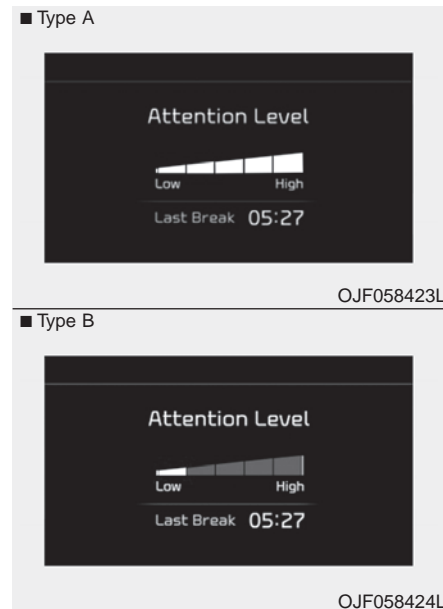 ■ Type A
Attention Level
Low High
Last Break 05:27
OJF058423L
■ Type B
Attention Level
Low High
Last Break 05:27
OJF058424L